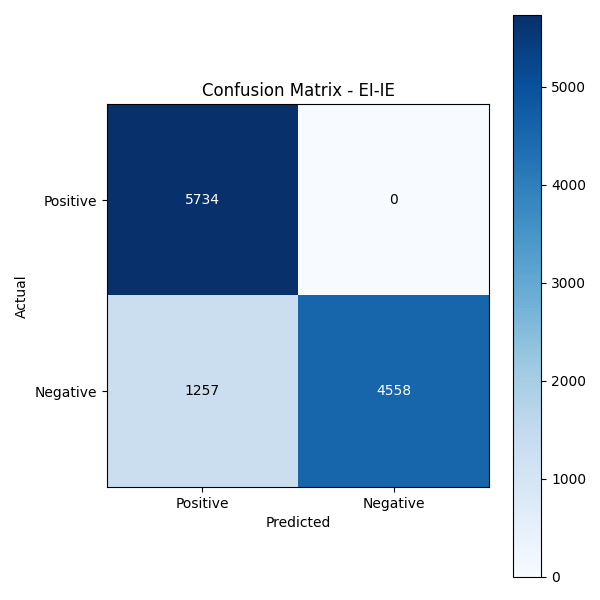 Confusion Matrix - EI-IE
Actual
Positive
Negative
5734
0
1257
4558
Positive
Negative
Predicted
5000
4000
3000
2000
1000
0